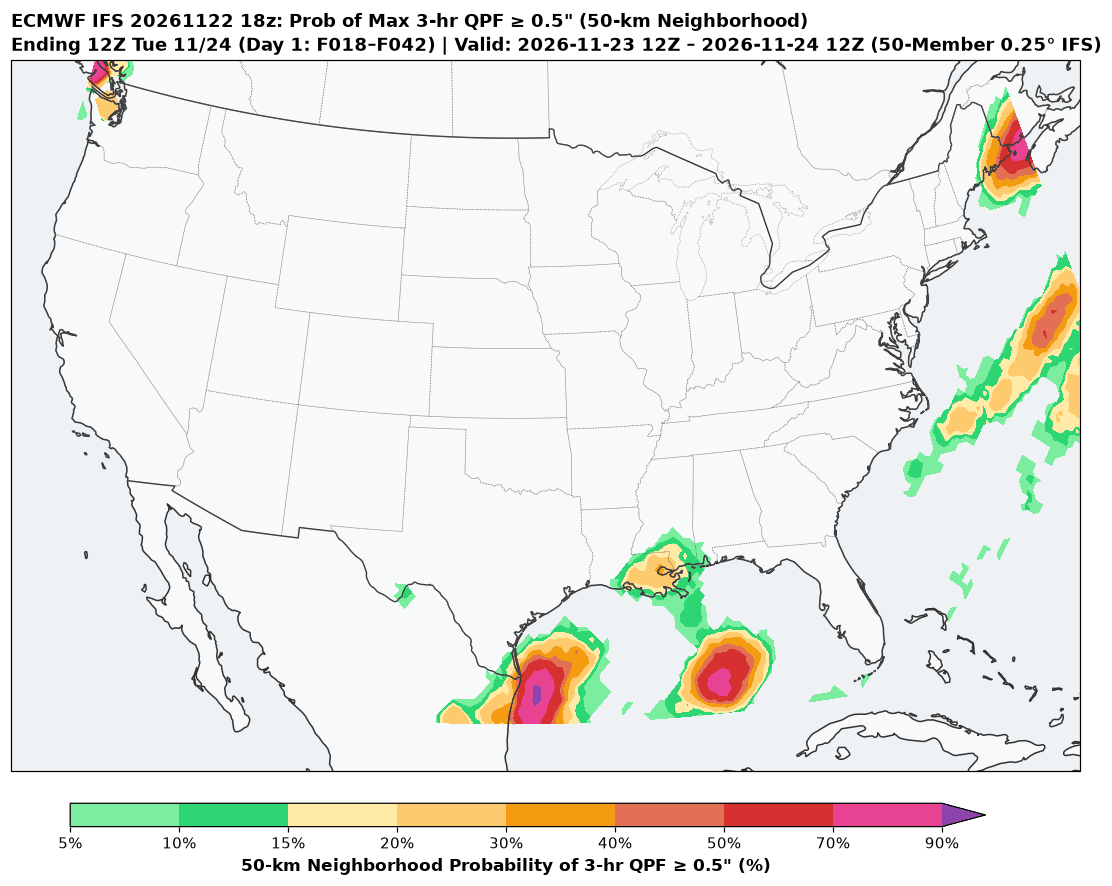 ECMWF IFS 20261122 18z: Prob of Max 3-hr QPF ≥ 0.5" (50-km Neighborhood)
Ending 12Z Tue 11/24 (Day 1: F018–F042) | Valid: 2026-11-23 12Z – 2026-11-24 12Z (50-Member 0.25° IFS)
5% 10% 15% 20% 30% 40% 50% 70% 90%
50-km Neighborhood Probability of 3-hr QPF ≥ 0.5" (%)